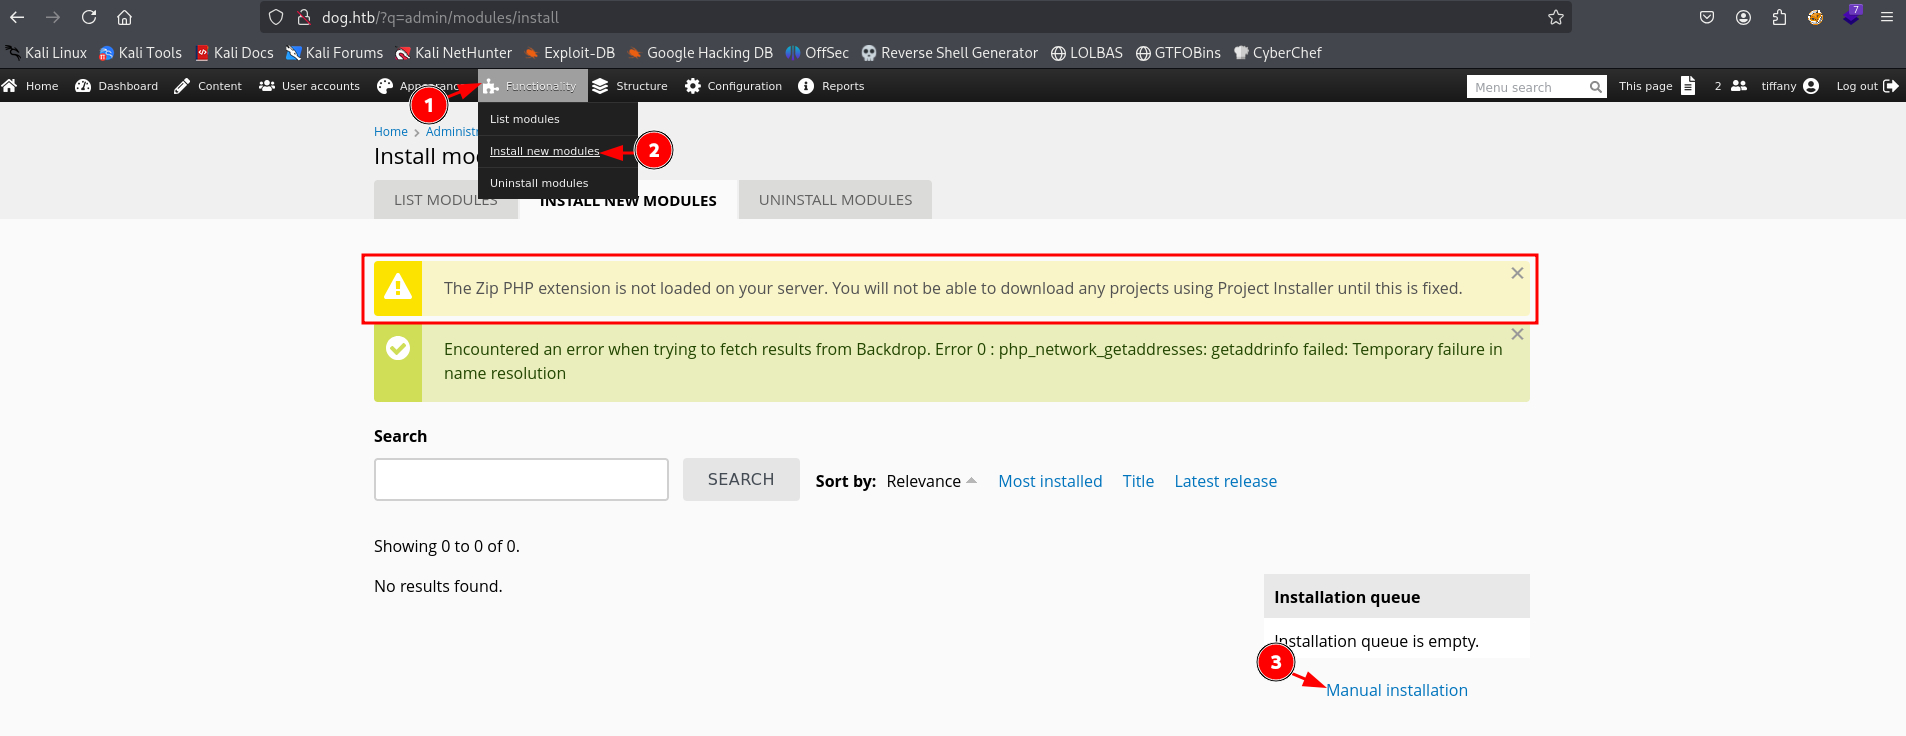 dog.htb/?q=admin/modules/install
7
Kali Linux Kali Tools Kali Docs Kali Forums Kali NetHunter Exploit-DB Google Hacking DB OffSec Reverse Shell Generator LOLBAS GTFOBins CyberChef
Home Dashboard Content User accounts Appearanc Functionality Structure Configuration Reports Menu search This page 2 tiffany Log out
1
List modules
Home › Administr
Install new modules
2
Install mo
Uninstall modules
LIST MODULES INSTALL NEW MODULES UNINSTALL MODULES
The Zip PHP extension is not loaded on your server. You will not be able to download any projects using Project Installer until this is fixed.
Encountered an error when trying to fetch results from Backdrop. Error 0 : php_network_getaddresses: getaddrinfo failed: Temporary failure in
name resolution
Search
SEARCH Sort by: Relevance Most installed Title Latest release
Showing 0 to 0 of 0.
No results found.
Installation queue
Installation queue is empty.
3
Manual installation